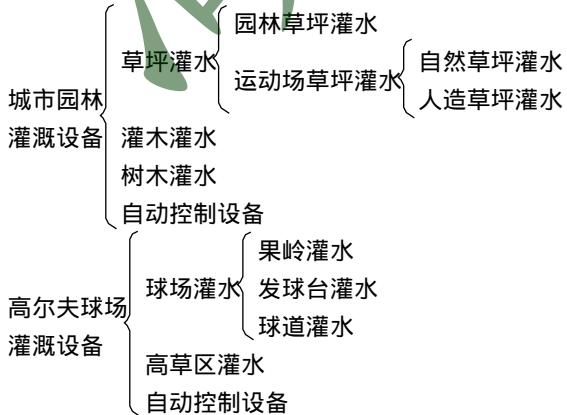 园林草坪灌水
草坪灌水
运动场草坪灌水
自然草坪灌水
人造草坪灌水
城市园林
灌溉设备
灌木灌水
树木灌水
自动控制设备
果岭灌水
球场灌水
发球台灌水
球道灌水
高尔夫球场
灌溉设备
高草区灌水
自动控制设备